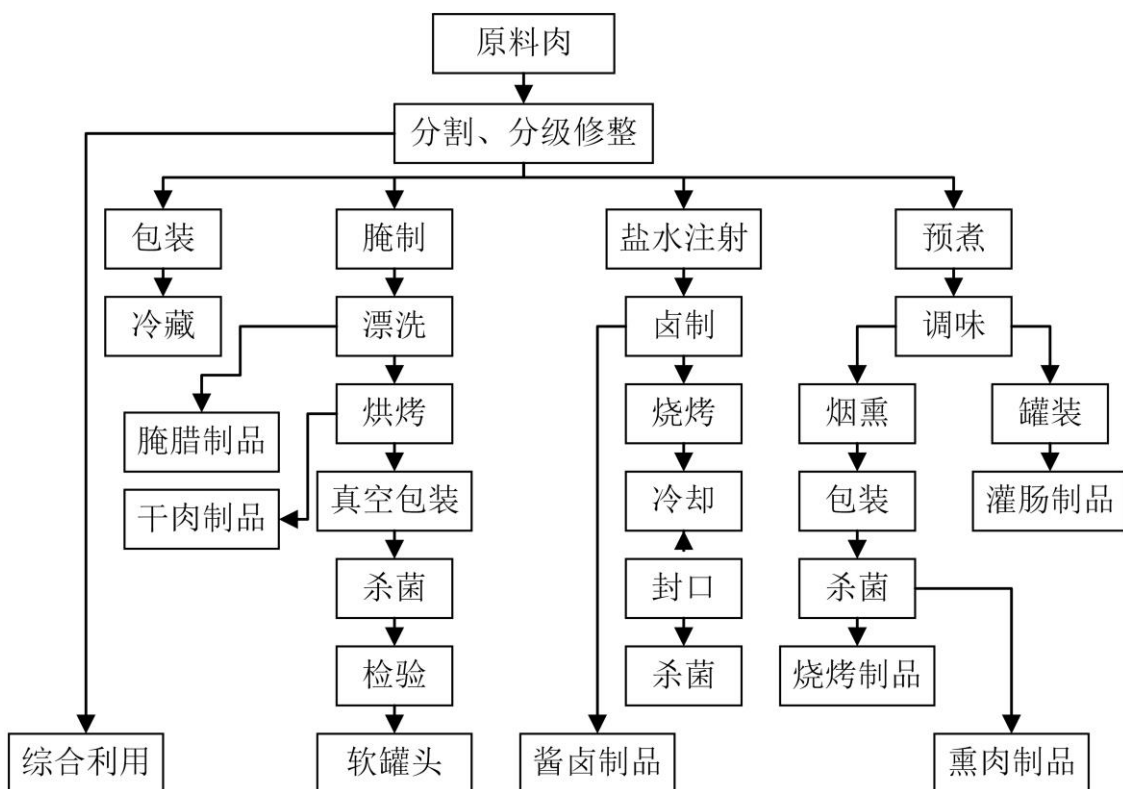 原料肉
分割、分级修整
包装
腌制
盐水注射
预煮
冷藏
漂洗
卤制
调味
烘烤
烧烤
烟熏
罐装
腌腊制品
真空包装
冷却
包装
灌肠制品
干肉制品
杀菌
封口
杀菌
检验
杀菌
烧烤制品
综合利用
软罐头
酱卤制品
熏肉制品